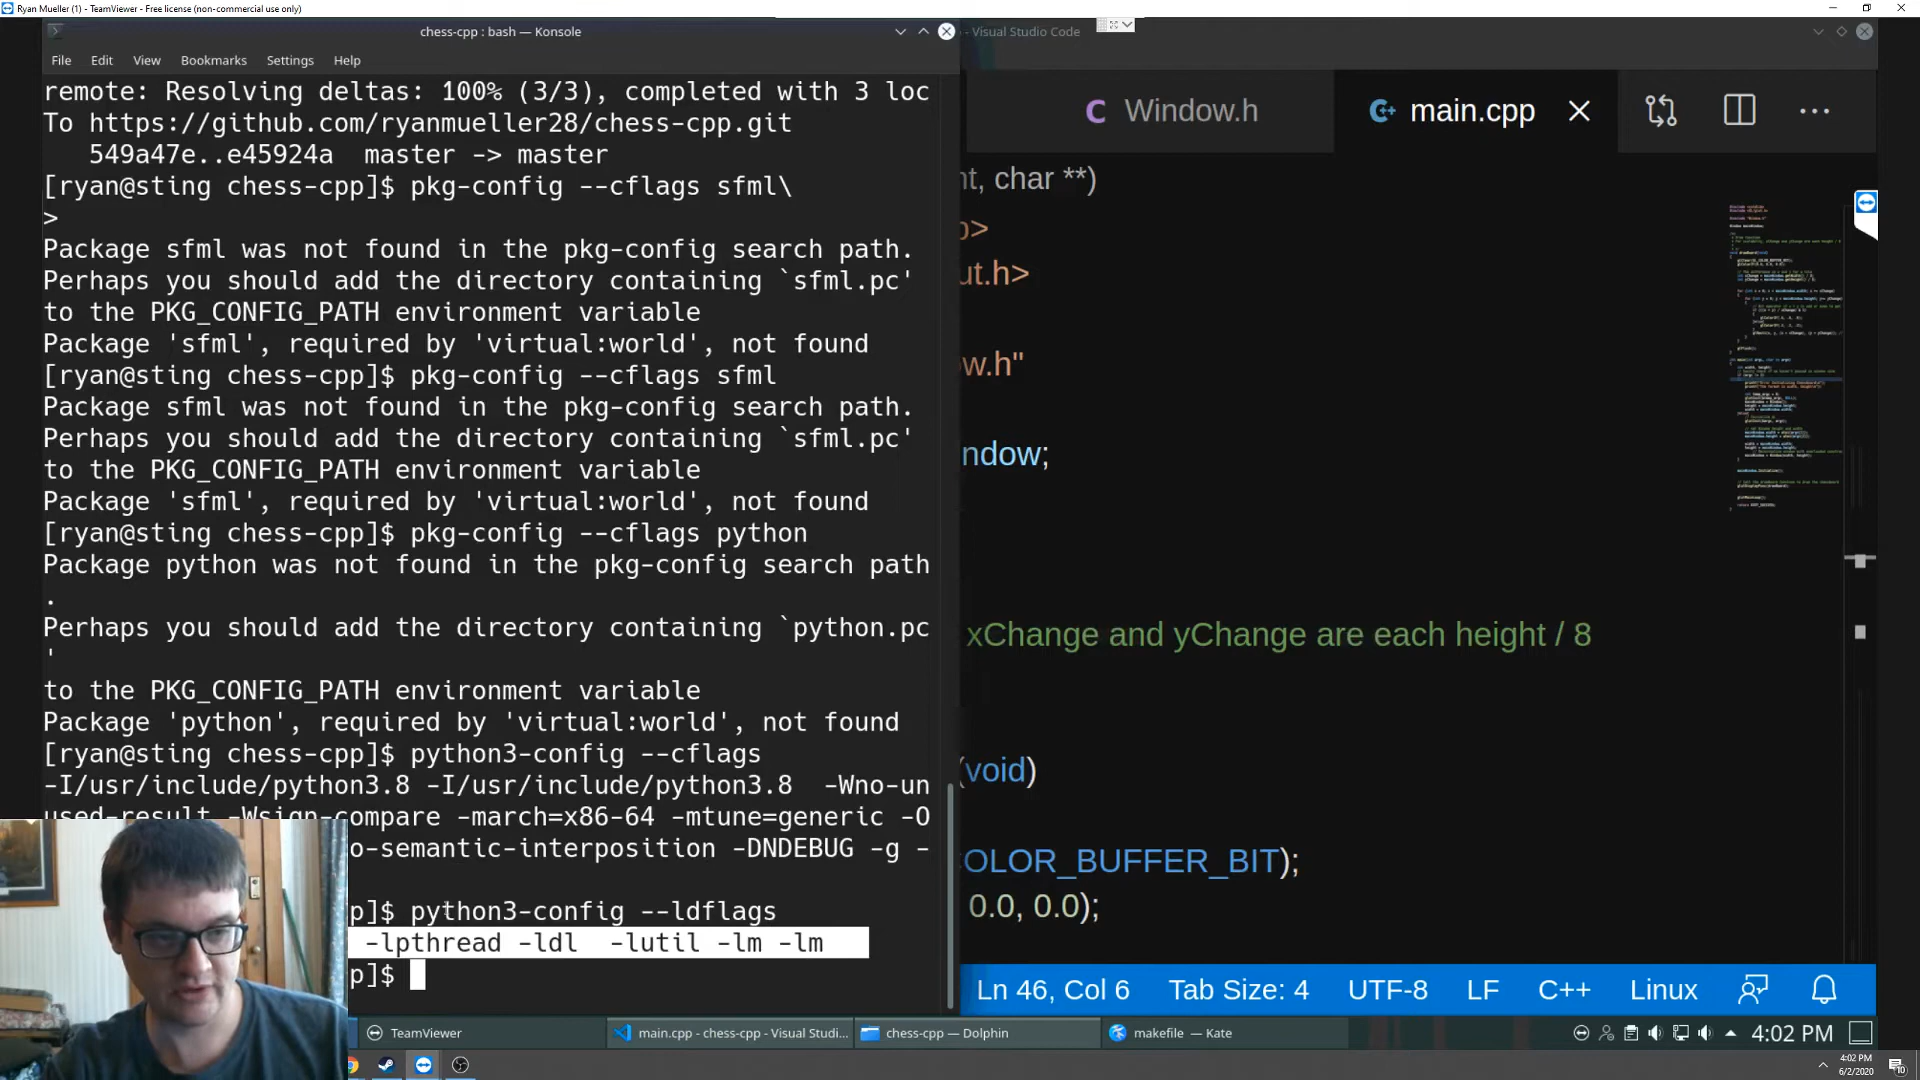 Ryan Mueller (1) - TeamViewer - Free license (non-commercial use only)
chess-cpp : bash — Konsole
- Visual Studio Code
File Edit View Bookmarks Settings Help
remote: Resolving deltas: 100% (3/3), completed with 3 loc
To https://github.com/ryanmueller28/chess-cpp.git
549a47e..e45924a master -> master
[ryan@sting chess-cpp]$ pkg-config --cflags sfml\
>
Package sfml was not found in the pkg-config search path.
Perhaps you should add the directory containing `sfml.pc'
to the PKG_CONFIG_PATH environment variable
Package 'sfml', required by 'virtual:world', not found
[ryan@sting chess-cpp]$ pkg-config --cflags sfml
Package sfml was not found in the pkg-config search path.
Perhaps you should add the directory containing `sfml.pc'
to the PKG_CONFIG_PATH environment variable
Package 'sfml', required by 'virtual:world', not found
[ryan@sting chess-cpp]$ pkg-config --cflags python
Package python was not found in the pkg-config search path
.
Perhaps you should add the directory containing `python.pc
'
to the PKG_CONFIG_PATH environment variable
Package 'python', required by 'virtual:world', not found
[ryan@sting chess-cpp]$ python3-config --cflags
-I/usr/include/python3.8 -I/usr/include/python3.8 -Wno-un
used-result -Wsign-compare -march=x86-64 -mtune=generic -O
o-semantic-interposition -DNDEBUG -g -
p]$ python3-config --ldflags
-lpthread -ldl -lutil -lm -lm
p]$
Window.h
main.cpp
nt, char **)
p>
ut.h>
ow.h"
ndow;
xChange and yChange are each height / 8
(void)
COLOR_BUFFER_BIT);
0.0, 0.0);
Ln 46, Col 6 Tab Size: 4 UTF-8 LF C++ Linux
TeamViewer
main.cpp - chess-cpp - Visual Studi...
chess-cpp — Dolphin
makefile — Kate
4:02 PM
4:02 PM
6/2/2020